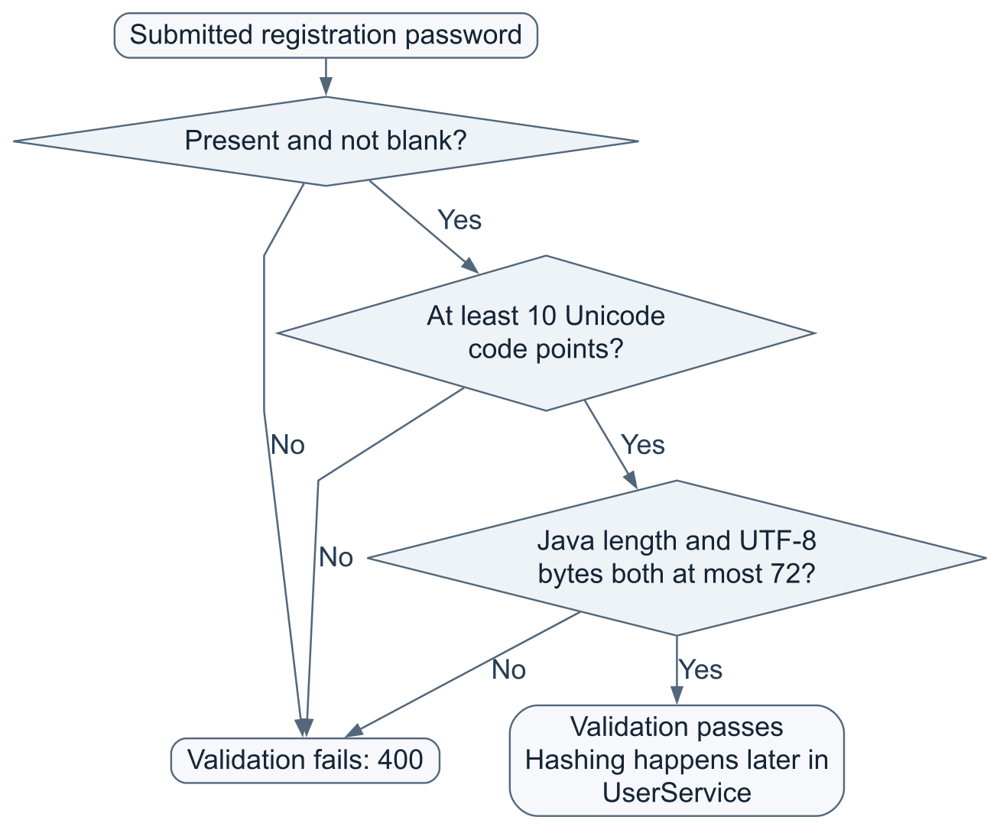 Submitted registration password
Present and not blank?
Yes
At least 10 Unicode
code points?
No
Yes
Java length and UTF-8
bytes both at most 72?
No
No
Yes
Validation fails: 400
Validation passes
Hashing happens later in
UserService